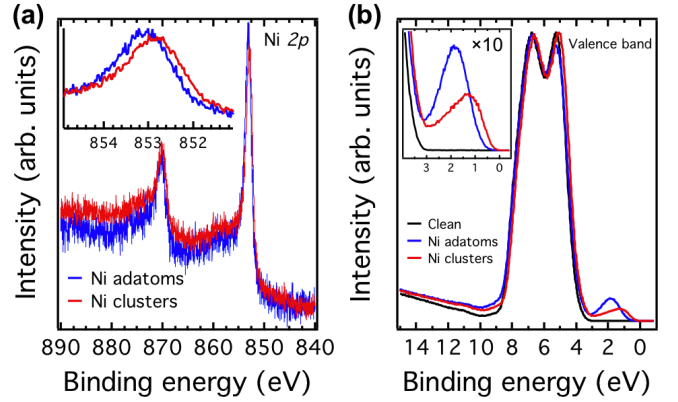 (a)
Ni 2p
854 853 852
Intensity (arb. units)
Ni adatoms
Ni clusters
890 880 870 860 850 840
Binding energy (eV)
(b)
×10
Valence band
3 2 1 0
Intensity (arb. units)
Clean
Ni adatoms
Ni clusters
14 12 10 8 6 4 2 0
Binding energy (eV)